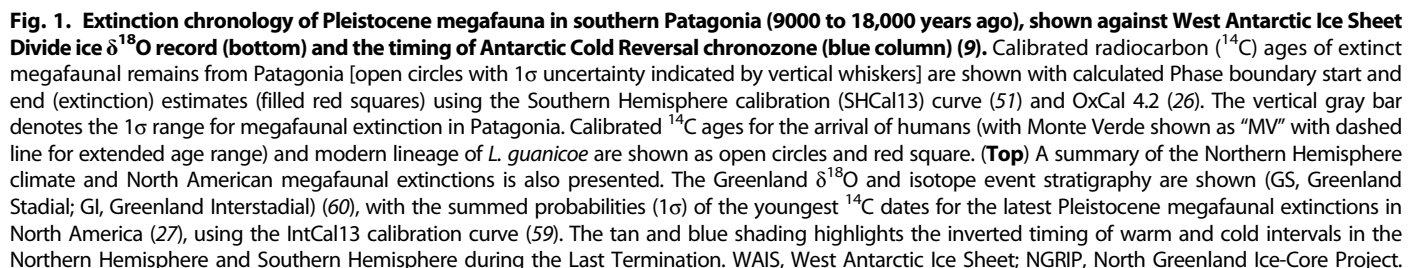 Fig. 1. Extinction chronology of Pleistocene megafauna in southern Patagonia (9000 to 18,000 years ago), shown against West Antarctic Ice Sheet
Divide ice δ¹⁸O record (bottom) and the timing of Antarctic Cold Reversal chronozone (blue column) (9). Calibrated radiocarbon (¹⁴C) ages of extinct
megafaunal remains from Patagonia [open circles with 1σ uncertainty indicated by vertical whiskers] are shown with calculated Phase boundary start and
end (extinction) estimates (filled red squares) using the Southern Hemisphere calibration (SHCal13) curve (51) and OxCal 4.2 (26). The vertical gray bar
denotes the 1σ range for megafaunal extinction in Patagonia. Calibrated ¹⁴C ages for the arrival of humans (with Monte Verde shown as “MV” with dashed
line for extended age range) and modern lineage of L. guanicoe are shown as open circles and red square. (Top) A summary of the Northern Hemisphere
climate and North American megafaunal extinctions is also presented. The Greenland δ¹⁸O and isotope event stratigraphy are shown (GS, Greenland
Stadial; GI, Greenland Interstadial) (60), with the summed probabilities (1σ) of the youngest ¹⁴C dates for the latest Pleistocene megafaunal extinctions in
North America (27), using the IntCal13 calibration curve (59). The tan and blue shading highlights the inverted timing of warm and cold intervals in the
Northern Hemisphere and Southern Hemisphere during the Last Termination. WAIS, West Antarctic Ice Sheet; NGRIP, North Greenland Ice-Core Project.